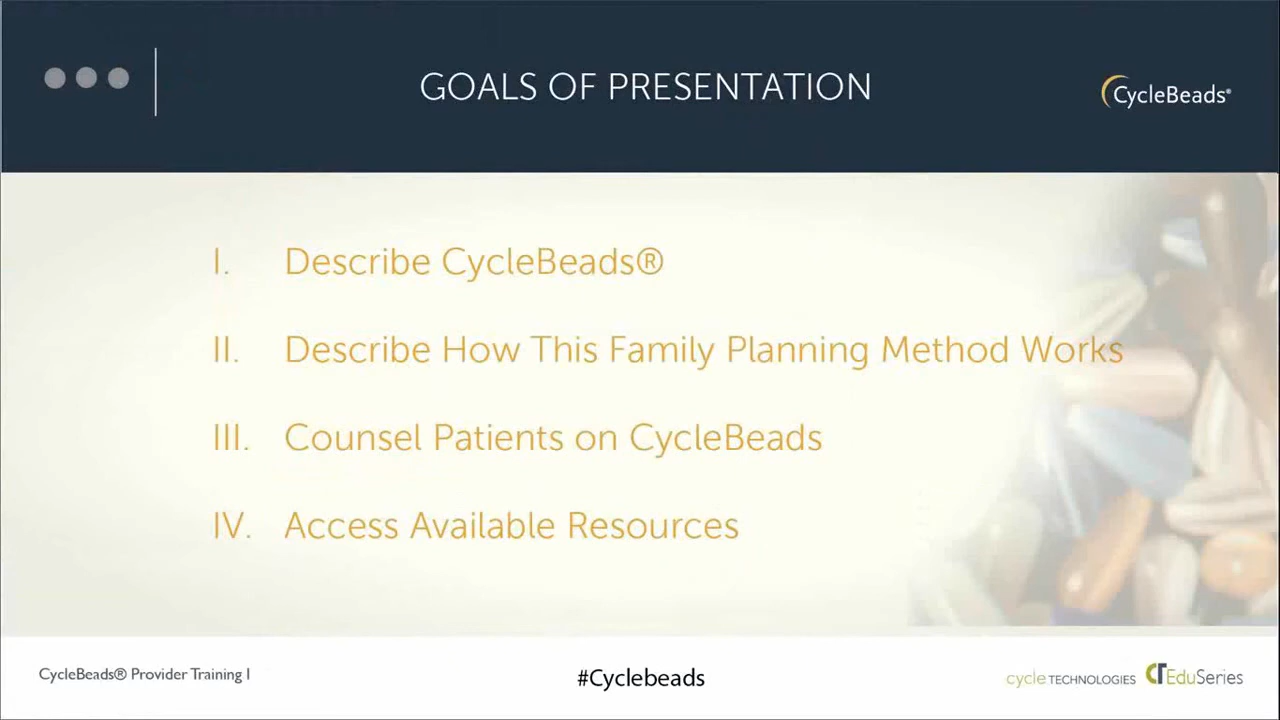 GOALS OF PRESENTATION
CycleBeads®
I. Describe CycleBeads®
II. Describe How This Family Planning Method Works
III. Counsel Patients on CycleBeads
IV. Access Available Resources
CycleBeads® Provider Training I
#Cyclebeads
cycle TECHNOLOGIES
CT EduSeries